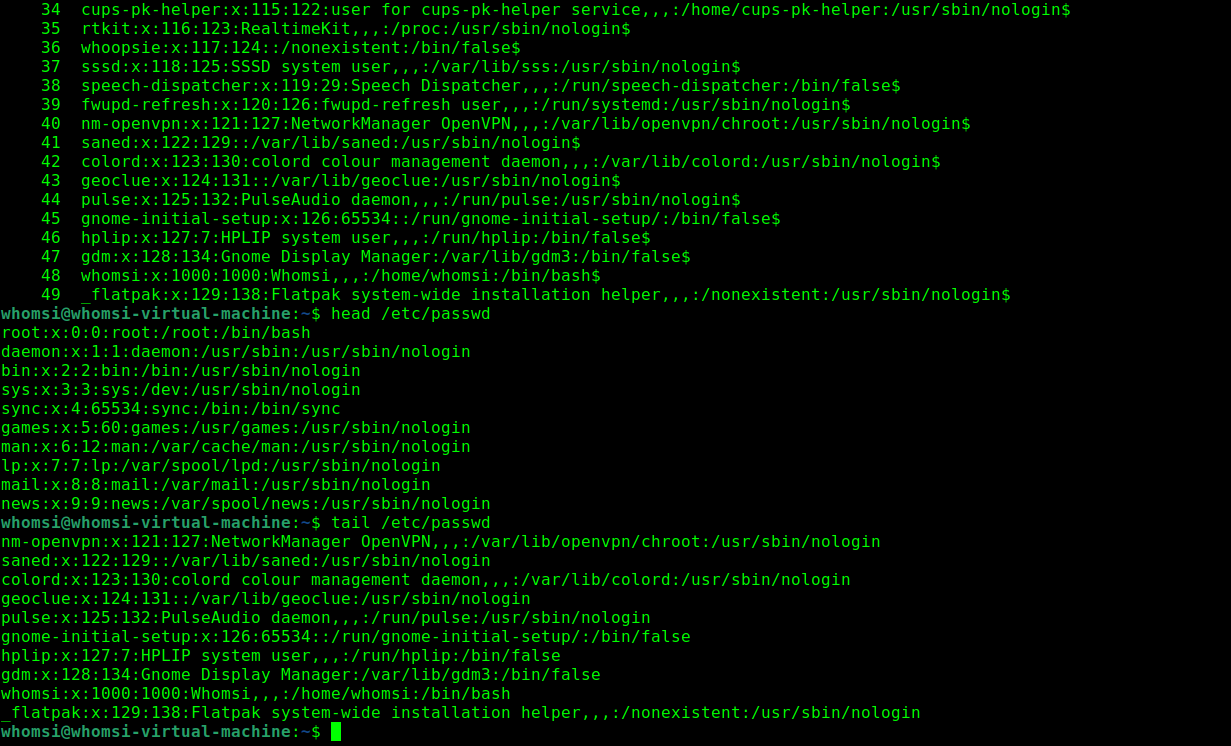 34  cups-pk-helper:x:115:122:user for cups-pk-helper service,,,:/home/cups-pk-helper:/usr/sbin/nologin$
35  rtkit:x:116:123:RealtimeKit,,,:/proc:/usr/sbin/nologin$
36  whoopsie:x:117:124::/nonexistent:/bin/false$
37  sssd:x:118:125:SSSD system user,,,:/var/lib/sss:/usr/sbin/nologin$
38  speech-dispatcher:x:119:29:Speech Dispatcher,,,:/run/speech-dispatcher:/bin/false$
39  fwupd-refresh:x:120:126:fwupd-refresh user,,,:/run/systemd:/usr/sbin/nologin$
40  nm-openvpn:x:121:127:NetworkManager OpenVPN,,,:/var/lib/openvpn/chroot:/usr/sbin/nologin$
41  saned:x:122:129::/var/lib/saned:/usr/sbin/nologin$
42  colord:x:123:130:colord colour management daemon,,,:/var/lib/colord:/usr/sbin/nologin$
43  geoclue:x:124:131::/var/lib/geoclue:/usr/sbin/nologin$
44  pulse:x:125:132:PulseAudio daemon,,,:/run/pulse:/usr/sbin/nologin$
45  gnome-initial-setup:x:126:65534::/run/gnome-initial-setup/:/bin/false$
46  hplip:x:127:7:HPLIP system user,,,:/run/hplip:/bin/false$
47  gdm:x:128:134:Gnome Display Manager:/var/lib/gdm3:/bin/false$
48  whomsi:x:1000:1000:Whomsi,,,:/home/whomsi:/bin/bash$
49  _flatpak:x:129:138:Flatpak system-wide installation helper,,,:/nonexistent:/usr/sbin/nologin$
whomsi@whomsi-virtual-machine:~$ head /etc/passwd
root:x:0:0:root:/root:/bin/bash
daemon:x:1:1:daemon:/usr/sbin:/usr/sbin/nologin
bin:x:2:2:bin:/bin:/usr/sbin/nologin
sys:x:3:3:sys:/dev:/usr/sbin/nologin
sync:x:4:65534:sync:/bin:/bin/sync
games:x:5:60:games:/usr/games:/usr/sbin/nologin
man:x:6:12:man:/var/cache/man:/usr/sbin/nologin
lp:x:7:7:lp:/var/spool/lpd:/usr/sbin/nologin
mail:x:8:8:mail:/var/mail:/usr/sbin/nologin
news:x:9:9:news:/var/spool/news:/usr/sbin/nologin
whomsi@whomsi-virtual-machine:~$ tail /etc/passwd
nm-openvpn:x:121:127:NetworkManager OpenVPN,,,:/var/lib/openvpn/chroot:/usr/sbin/nologin
saned:x:122:129::/var/lib/saned:/usr/sbin/nologin
colord:x:123:130:colord colour management daemon,,,:/var/lib/colord:/usr/sbin/nologin
geoclue:x:124:131::/var/lib/geoclue:/usr/sbin/nologin
pulse:x:125:132:PulseAudio daemon,,,:/run/pulse:/usr/sbin/nologin
gnome-initial-setup:x:126:65534::/run/gnome-initial-setup/:/bin/false
hplip:x:127:7:HPLIP system user,,,:/run/hplip:/bin/false
gdm:x:128:134:Gnome Display Manager:/var/lib/gdm3:/bin/false
whomsi:x:1000:1000:Whomsi,,,:/home/whomsi:/bin/bash
_flatpak:x:129:138:Flatpak system-wide installation helper,,,:/nonexistent:/usr/sbin/nologin
whomsi@whomsi-virtual-machine:~$